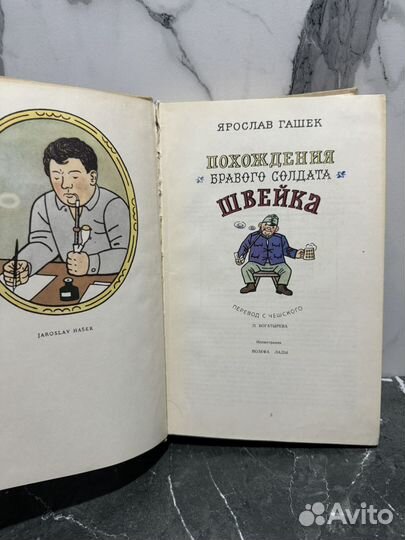 JAROSLAV HAŠEK
ЯРОСЛАВ ГАШЕК
ПОХОЖДЕНИЯ
БРАВОГО СОЛДАТА
ШВЕЙКА
ПЕРЕВОД С ЧЕШСКОГО
П. БОГАТЫРЕВА
Иллюстрации
ЙОЗЕФА ЛАДЫ
Avito